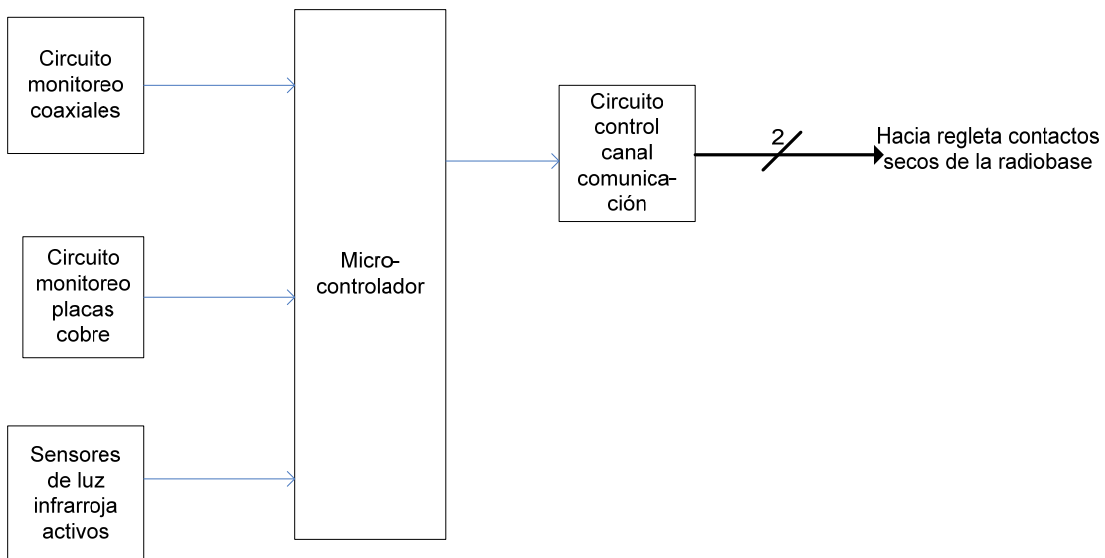 Circuito
monitoreo
coaxiales
Circuito
monitoreo
placas
cobre
Sensores
de luz
infrarroja
activos
Micro-
controlador
Circuito
control
canal
comunica-
ción
2
Hacia regleta contactos
secos de la radiobase